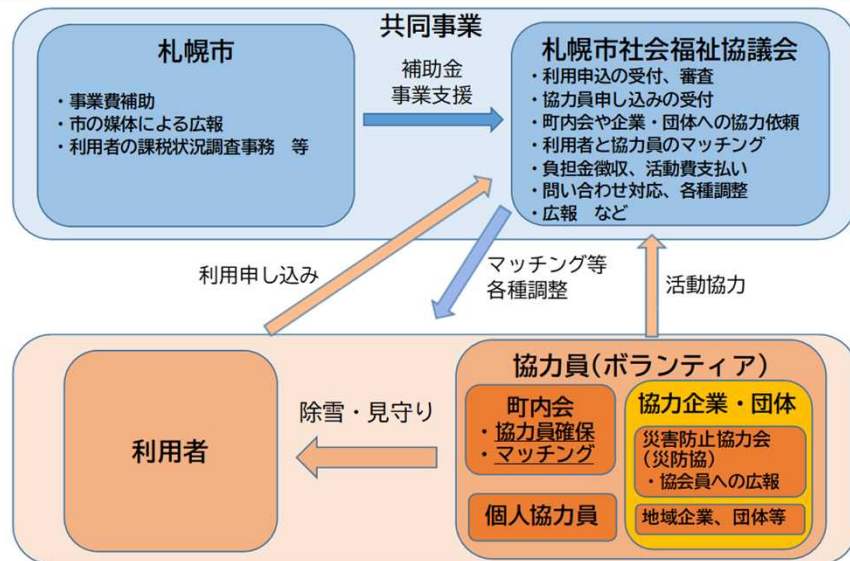 共同事業
札幌市
・事業費補助
・市の媒体による広報
・利用者の課税状況調査事務　等
補助金
事業支援
札幌市社会福祉協議会
・利用申込の受付、審査
・協力員申し込みの受付
・町内会や企業・団体への協力依頼
・利用者と協力員のマッチング
・負担金徴収、活動費支払い
・問い合わせ対応、各種調整
・広報　など
利用申し込み
マッチング等
各種調整
活動協力
利用者
除雪・見守り
協力員(ボランティア)
町内会
・協力員確保
・マッチング
個人協力員
協力企業・団体
災害防止協力会
(災防協)
・協会員への広報
地域企業、団体等